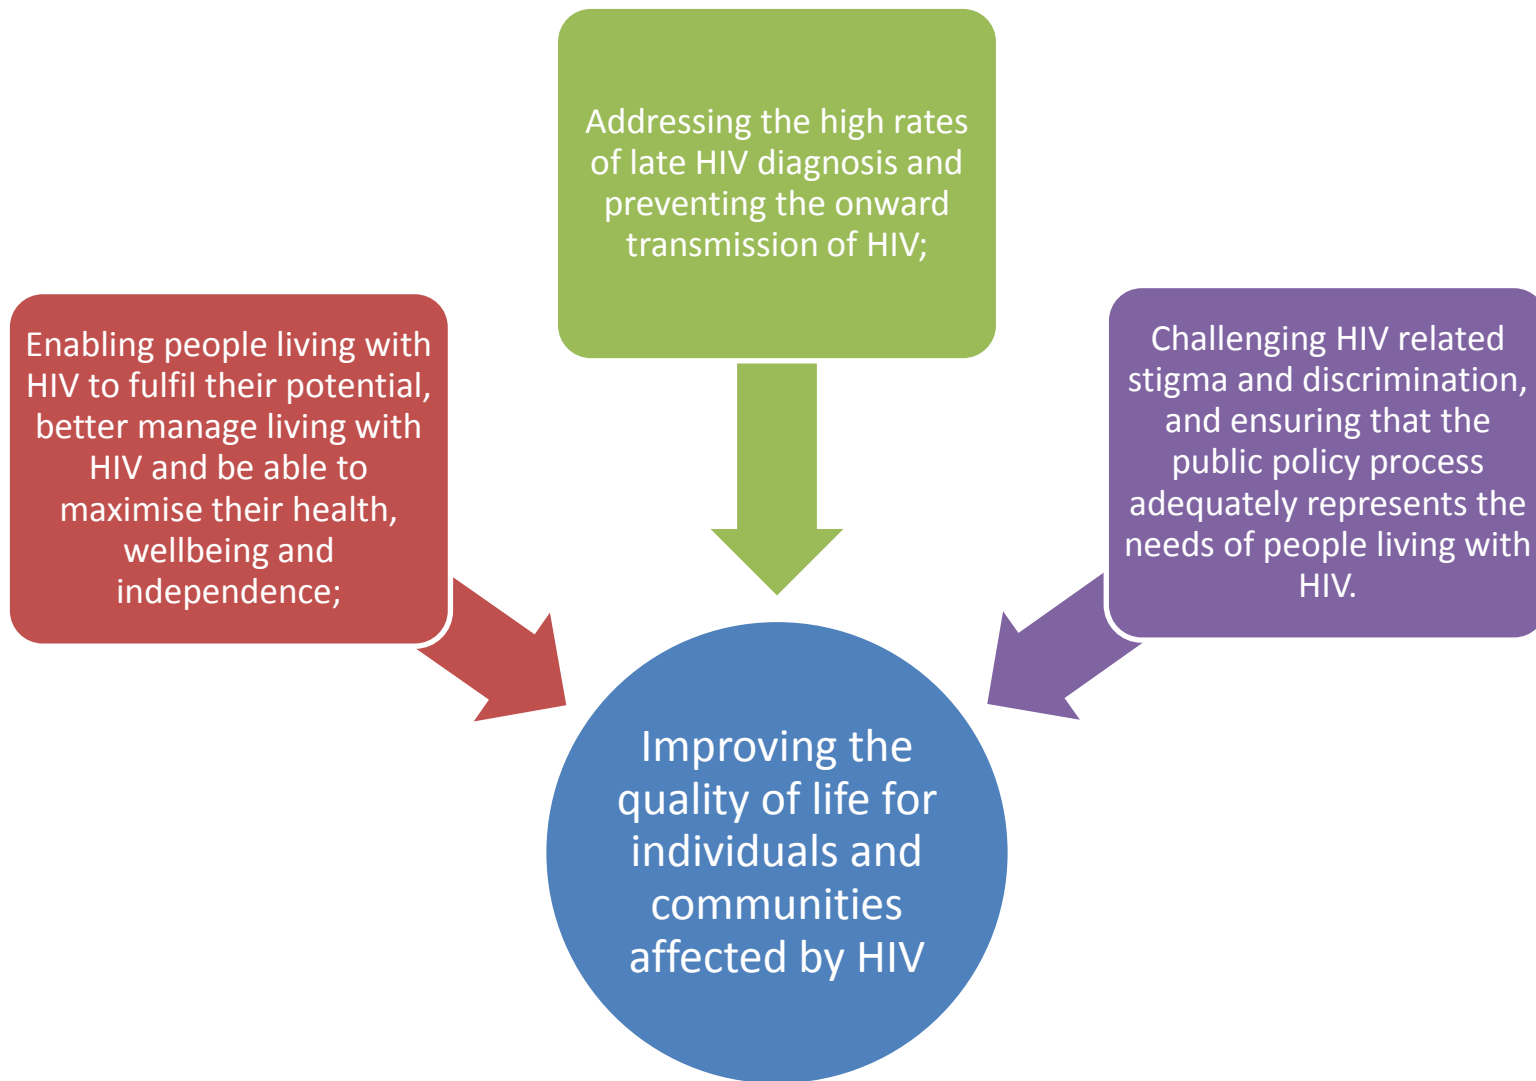 Addressing the high rates
of late HIV diagnosis and
preventing the onward
transmission of HIV;
Enabling people living with
HIV to fulfil their potential,
better manage living with
HIV and be able to
maximise their health,
wellbeing and
independence;
Challenging HIV related
stigma and discrimination,
and ensuring that the
public policy process
adequately represents the
needs of people living with
HIV.
Improving the
quality of life for
individuals and
communities
affected by HIV